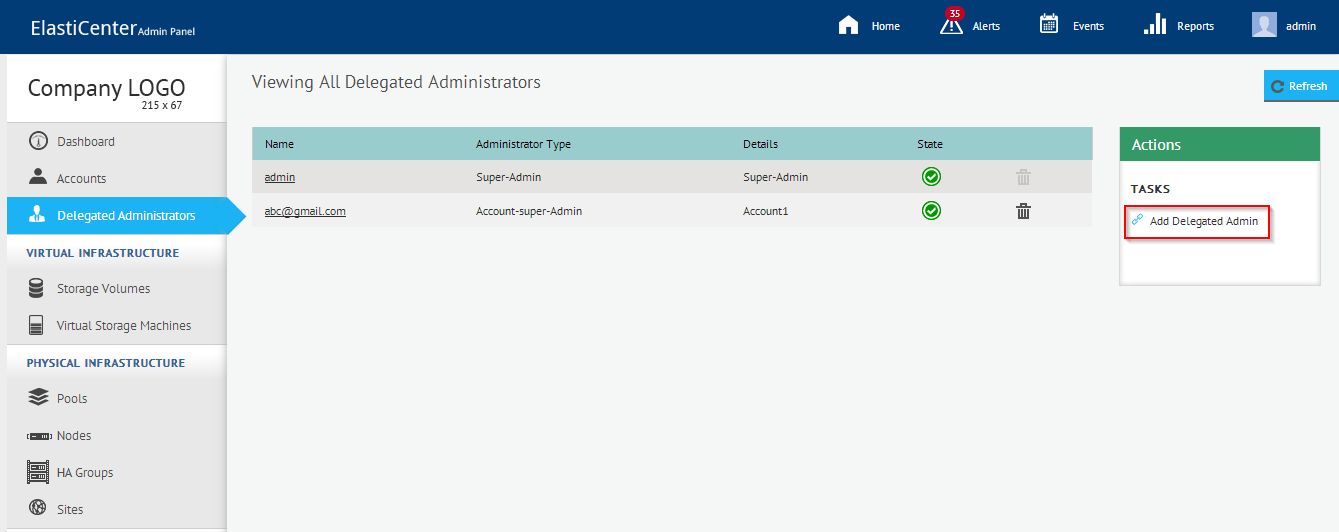 ElastiCenter Admin Panel
35
Home
Alerts
Events
Reports
admin
Company LOGO
215 x 67
Dashboard
Accounts
Delegated Administrators
VIRTUAL INFRASTRUCTURE
Storage Volumes
Virtual Storage Machines
PHYSICAL INFRASTRUCTURE
Pools
Nodes
HA Groups
Sites
Viewing All Delegated Administrators
Refresh
Name Administrator Type Details State
admin Super-Admin Super-Admin
abc@gmail.com Account-super-Admin Account1
Actions
TASKS
Add Delegated Admin